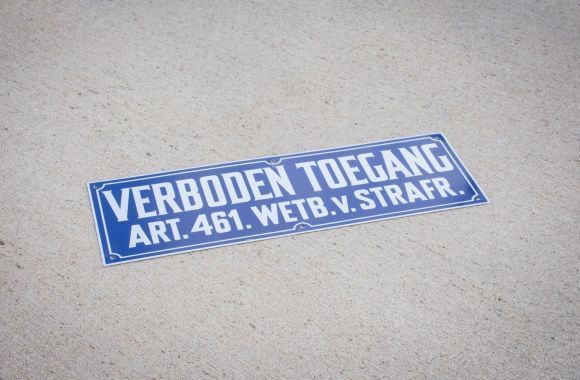 VERBODEN TOEGANG
ART. 461. WETB. v. STRAFR.